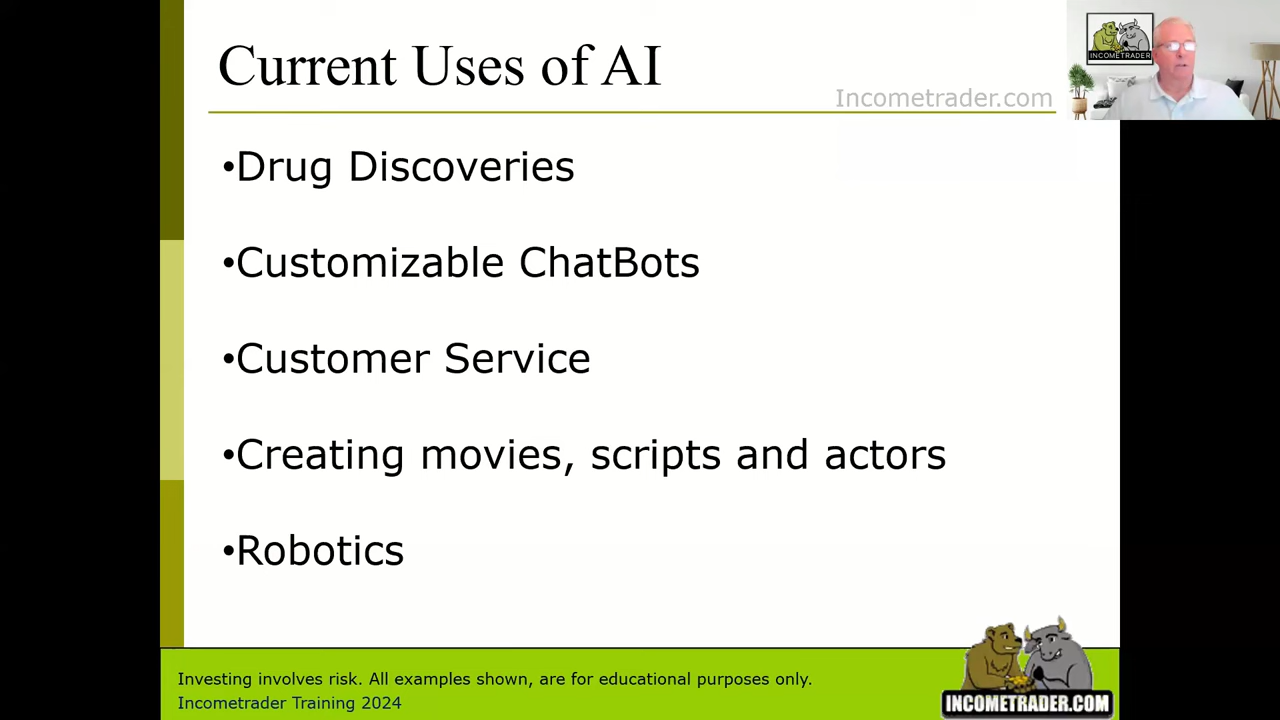 Current Uses of AI
Incometrader.com
INCOMETRADER
•Drug Discoveries
•Customizable ChatBots
•Customer Service
•Creating movies, scripts and actors
•Robotics
Investing involves risk. All examples shown, are for educational purposes only.
Incometrader Training 2024
INCOMETRADER.COM